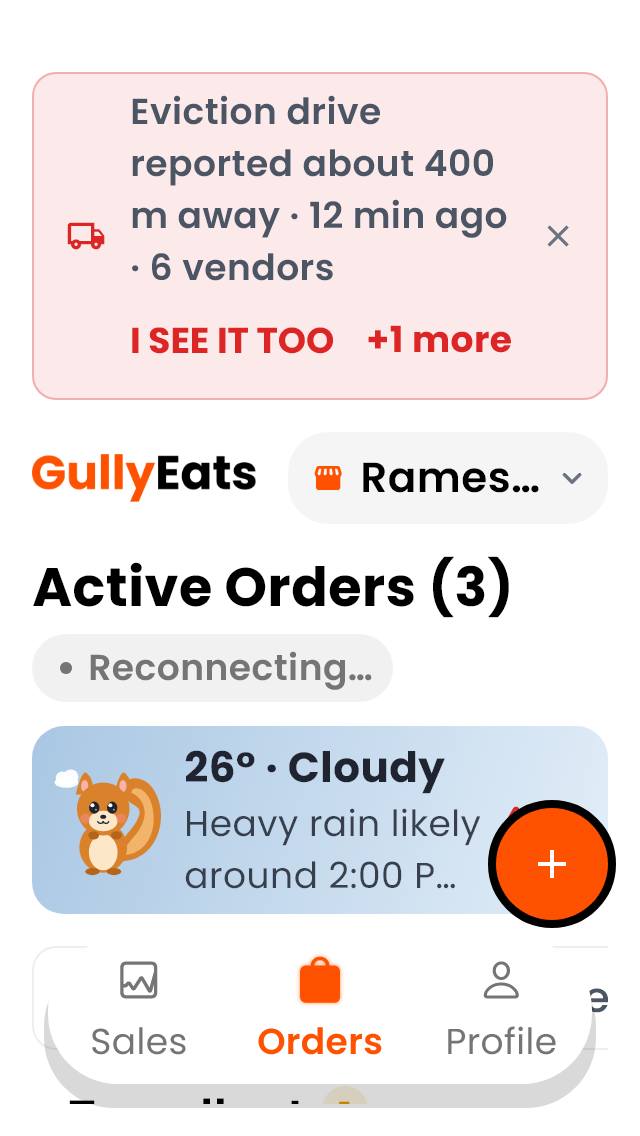 Eviction drive
reported about 400
m away · 12 min ago
· 6 vendors
I SEE IT TOO +1 more
GullyEats
Rames…
Active Orders (3)
Reconnecting…
26° · Cloudy
Heavy rain likely
around 2:00 P…
Sales
Orders
Profile